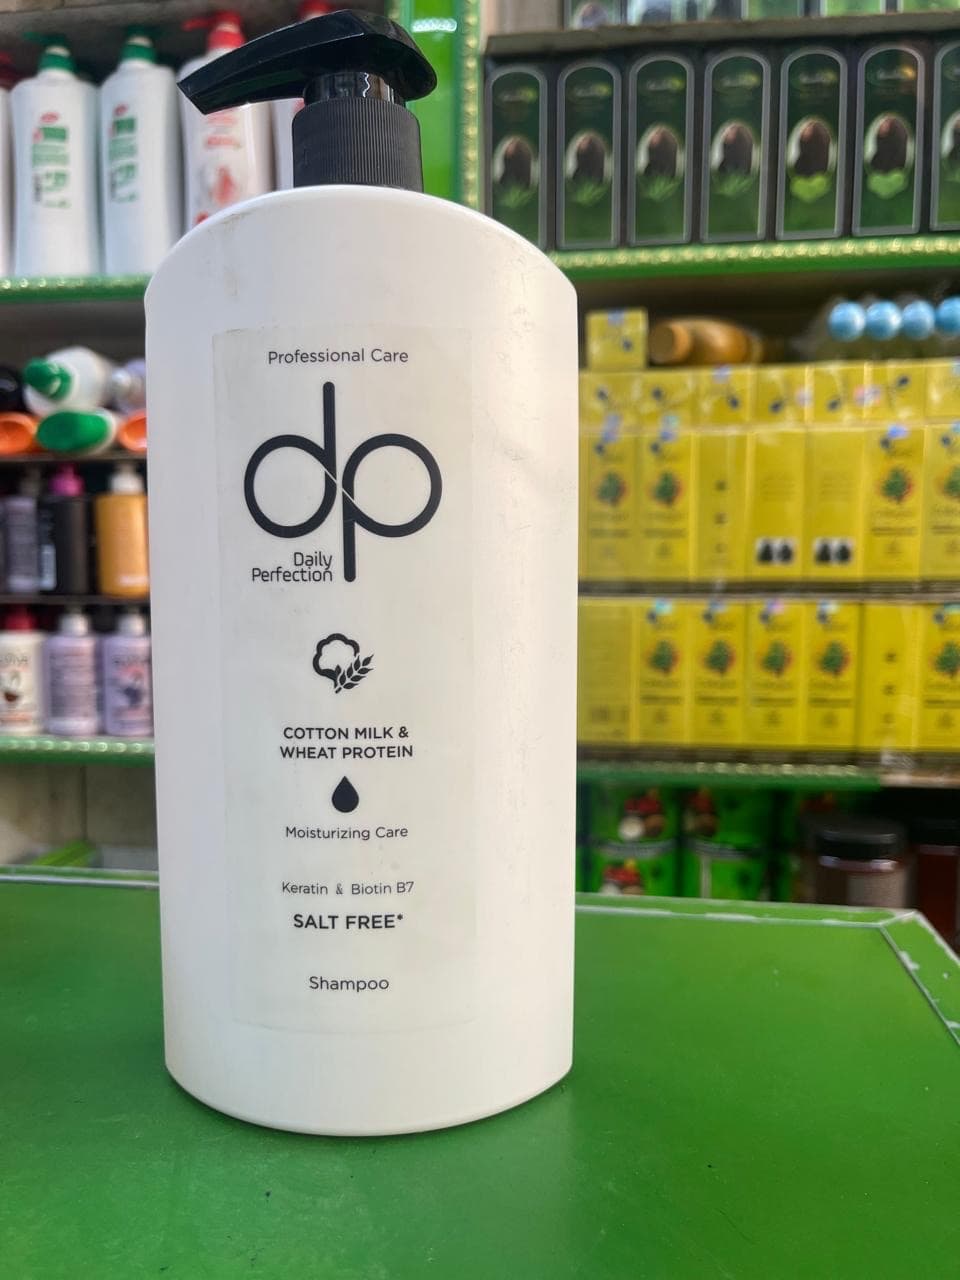 Professional Care
dp
Daily
Perfection
COTTON MILK &
WHEAT PROTEIN
Moisturizing Care
Keratin & Biotin B7
SALT FREE*
Shampoo